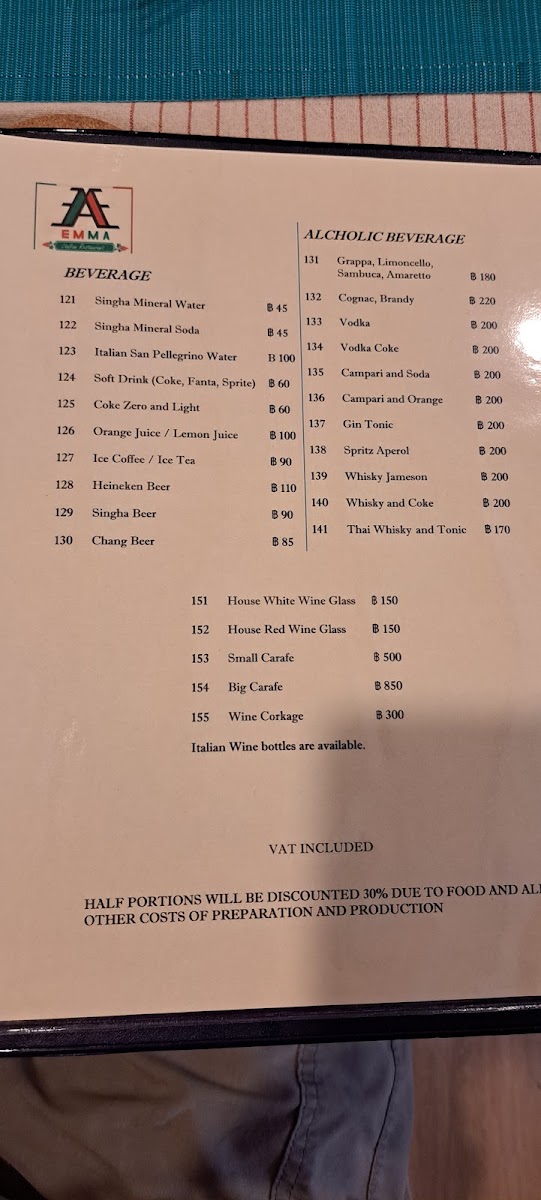 EMMA
Italian Restaurant
BEVERAGE
121 Singha Mineral Water ฿ 45
122 Singha Mineral Soda ฿ 45
123 Italian San Pellegrino Water B 100
124 Soft Drink (Coke, Fanta, Sprite) ฿ 60
125 Coke Zero and Light ฿ 60
126 Orange Juice / Lemon Juice ฿ 100
127 Ice Coffee / Ice Tea ฿ 90
128 Heineken Beer ฿ 110
129 Singha Beer ฿ 90
130 Chang Beer ฿ 85
ALCHOLIC BEVERAGE
131 Grappa, Limoncello,
Sambuca, Amaretto ฿ 180
132 Cognac, Brandy ฿ 220
133 Vodka ฿ 200
134 Vodka Coke ฿ 200
135 Campari and Soda ฿ 200
136 Campari and Orange ฿ 200
137 Gin Tonic ฿ 200
138 Spritz Aperol ฿ 200
139 Whisky Jameson ฿ 200
140 Whisky and Coke ฿ 200
141 Thai Whisky and Tonic ฿ 170
151 House White Wine Glass ฿ 150
152 House Red Wine Glass ฿ 150
153 Small Carafe ฿ 500
154 Big Carafe ฿ 850
155 Wine Corkage ฿ 300
Italian Wine bottles are available.
VAT INCLUDED
HALF PORTIONS WILL BE DISCOUNTED 30% DUE TO FOOD AND AL
OTHER COSTS OF PREPARATION AND PRODUCTION